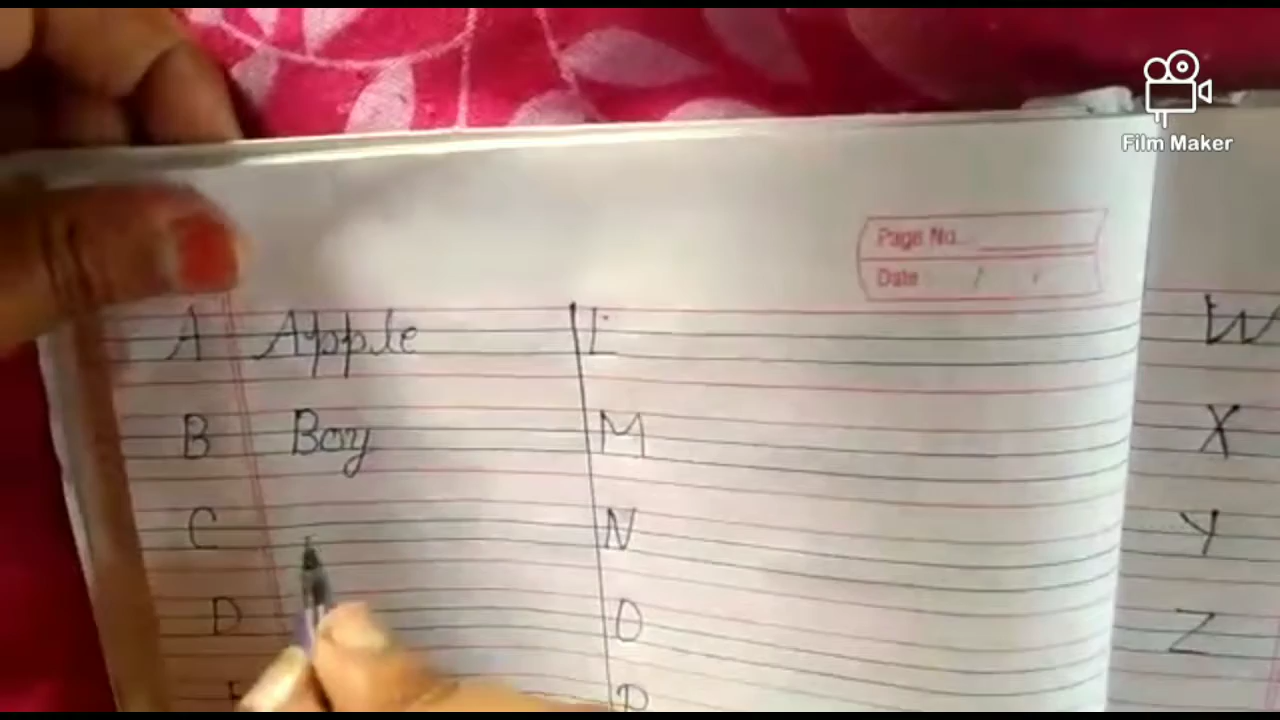 Film Maker
Page No.
Date / /
A Apple L W
B Boy M X
C N Y
D O Z
P